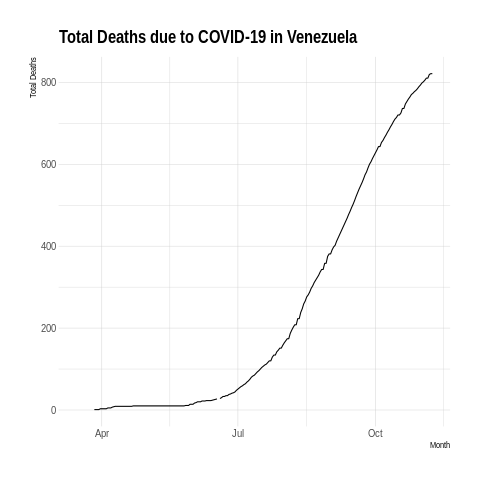 Total Deaths due to COVID-19 in Venezuela
Total Deaths
800
600
400
200
0
Apr
Jul
Oct
Month